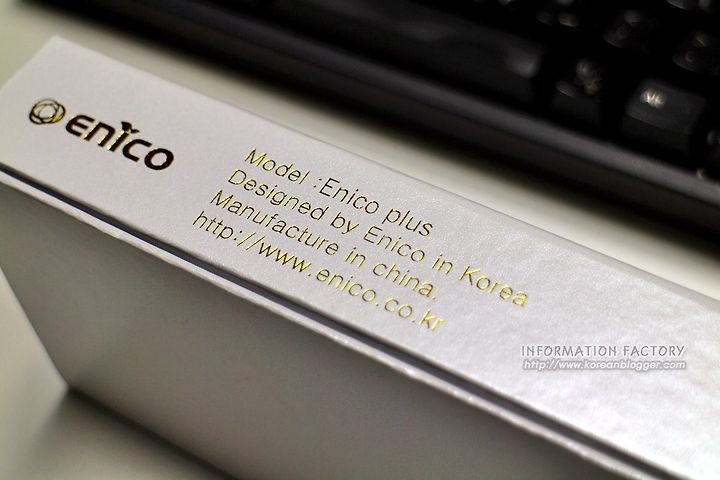 enico
Model :Enico plus
Designed by Enico in Korea
Manufacture in china.
http://www.enico.co.kr
INFORMATION FACTORY
http://www.koreanblogger.com